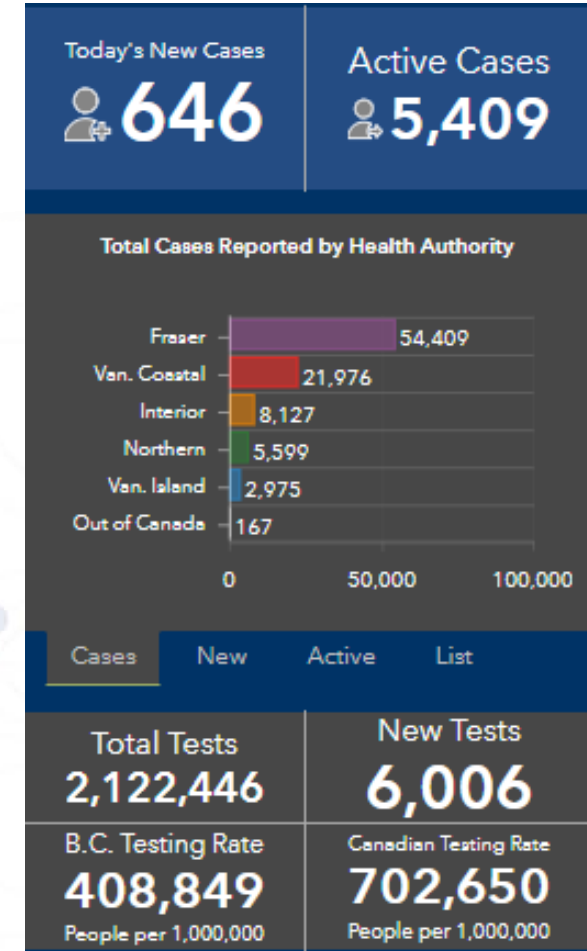 Today's New Cases
646
Active Cases
5,409
Total Cases Reported by Health Authority
Fraser 54,409
Van. Coastal 21,976
Interior 8,127
Northern 5,599
Van. Island 2,975
Out of Canada 167
0 50,000 100,000
Cases New Active List
Total Tests
2,122,446
New Tests
6,006
B.C. Testing Rate
408,849
People per 1,000,000
Canadian Testing Rate
702,650
People per 1,000,000